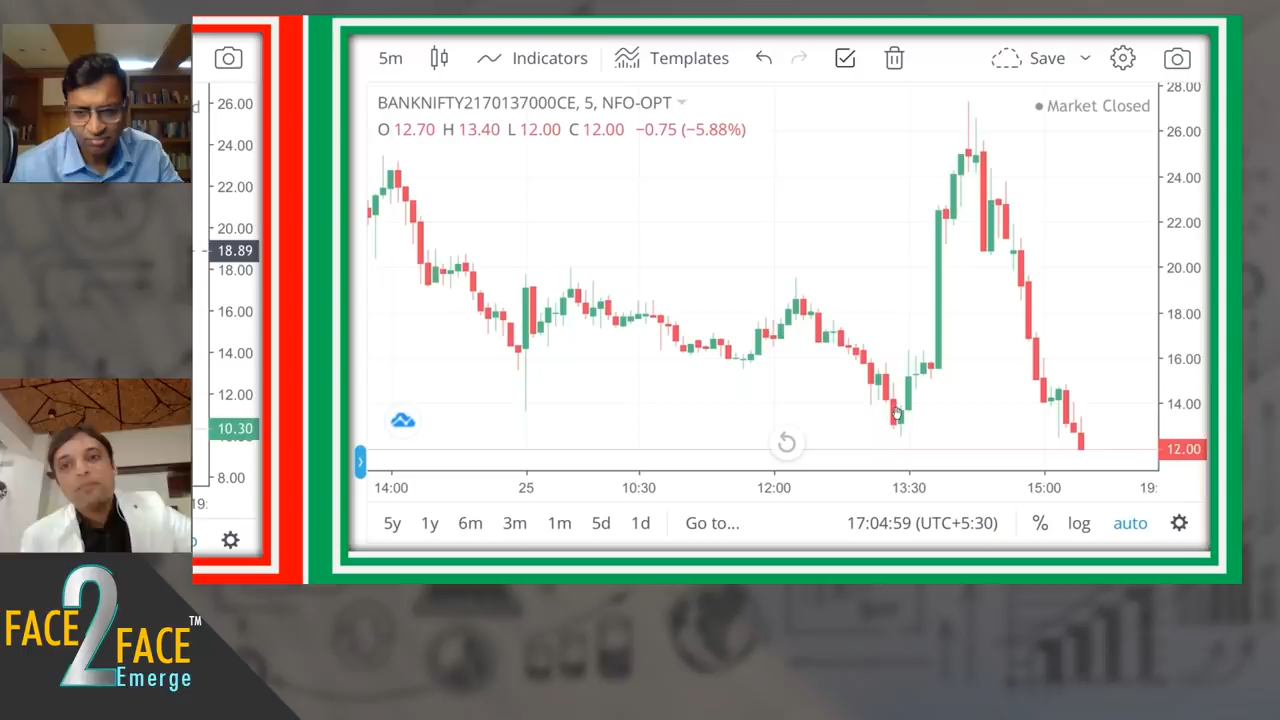 5m Indicators Templates Save
BANKNIFTY2170137000CE, 5, NFO-OPT
Market Closed
O 12.70 H 13.40 L 12.00 C 12.00 −0.75 (−5.88%)
28.00
26.00
24.00
22.00
20.00
18.00
16.00
14.00
12.00
14:00 25 10:30 12:00 13:30 15:00 19:
5y 1y 6m 3m 1m 5d 1d Go to... 17:04:59 (UTC+5:30) % log auto
26.00
24.00
22.00
20.00
18.89
18.00
16.00
14.00
12.00
10.30
8.00
19:
FACE 2 FACE™
Emerge